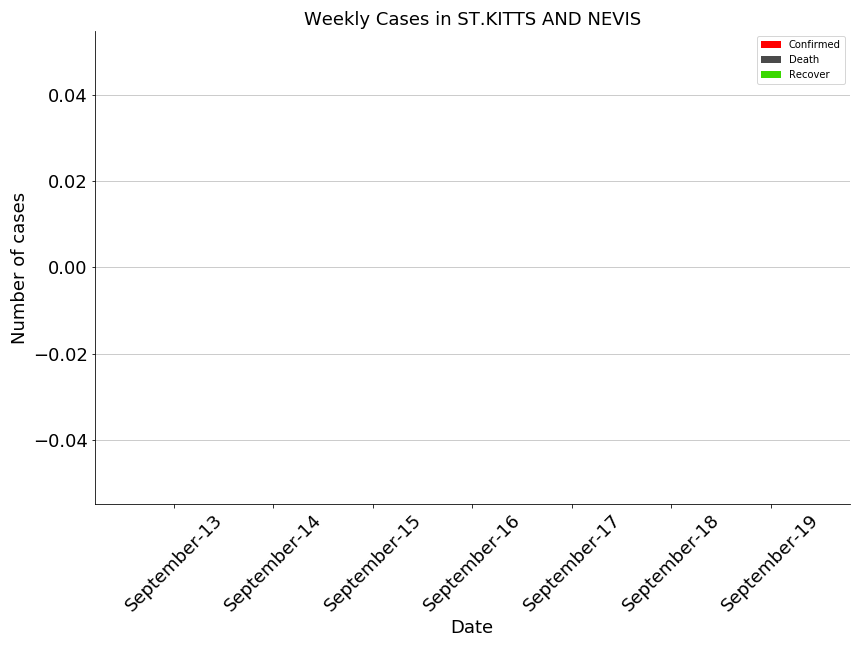 Weekly Cases in ST.KITTS AND NEVIS
Confirmed
Death
Recover
0.04
0.02
0.00
−0.02
−0.04
Number of cases
September-13
September-14
September-15
September-16
September-17
September-18
September-19
Date